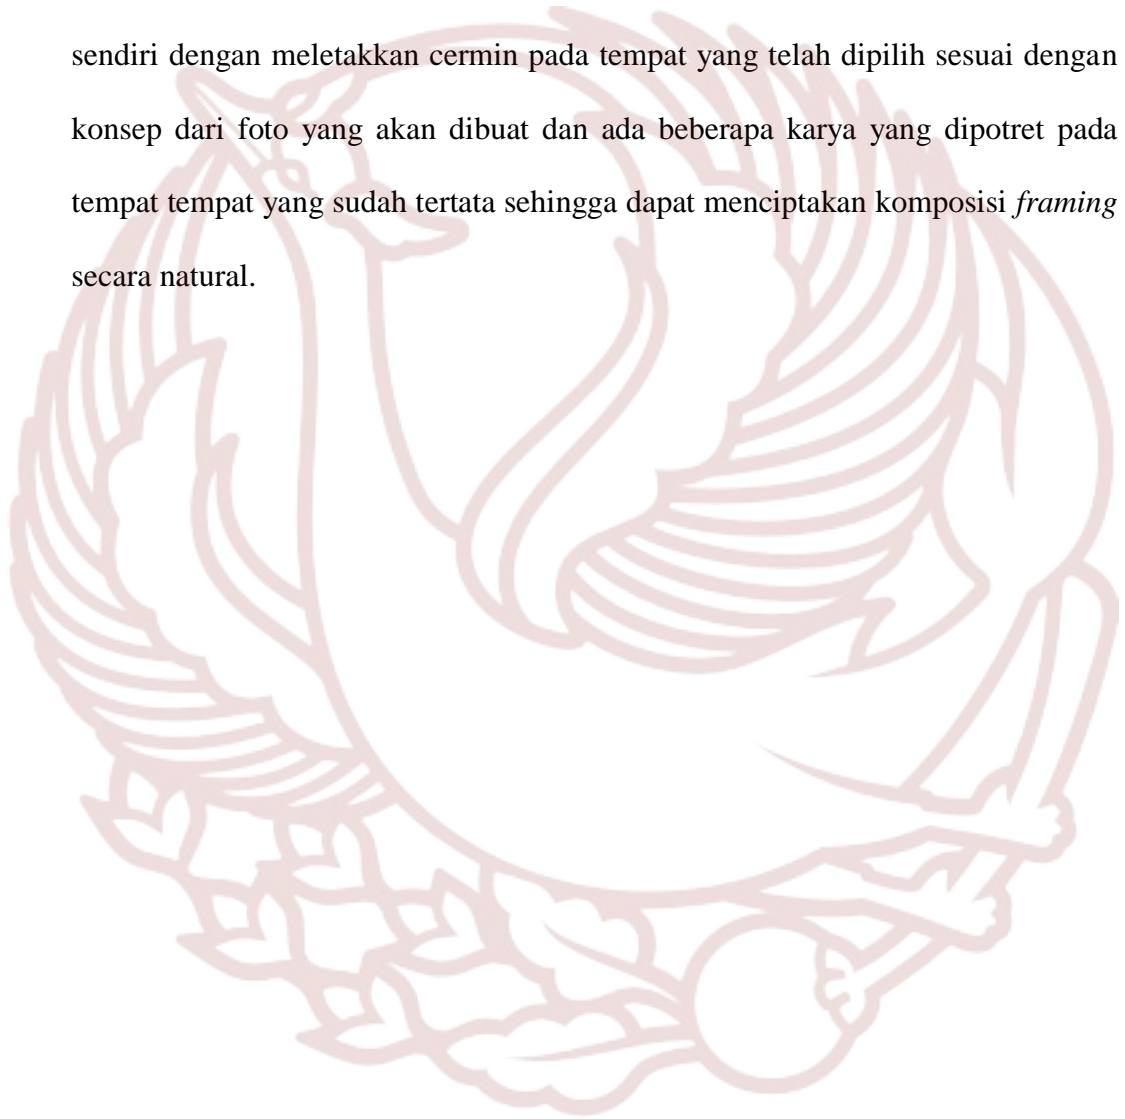 sendiri dengan meletakkan cermin pada tempat yang telah dipilih sesuai dengan
konsep dari foto yang akan dibuat dan ada beberapa karya yang dipotret pada
tempat tempat yang sudah tertata sehingga dapat menciptakan komposisi framing
secara natural.